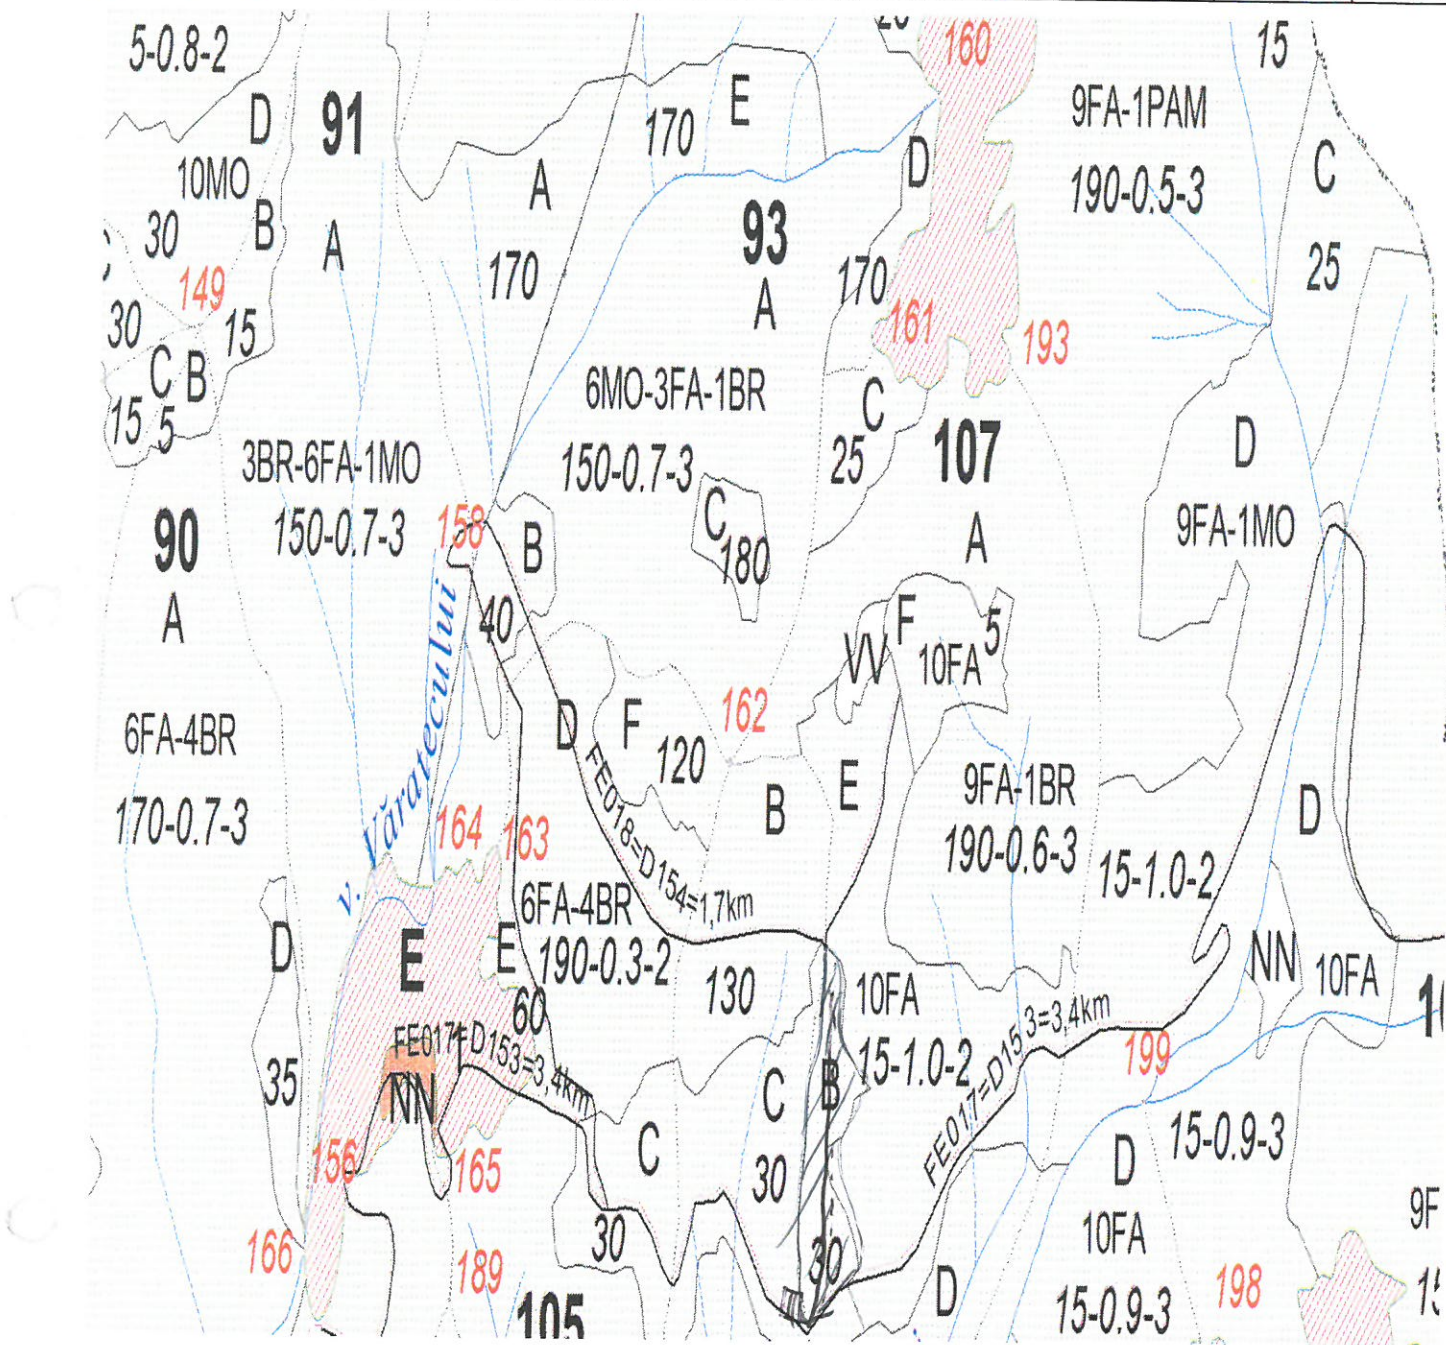 160
15
5-0.8-2
E
D
91
170
9FA-1PAM
10MO
A
D
C
190-0.5-3
30
B
A
93
170
170
25
149
A
30
15
161
193
C
B
6MO-3FA-1BR
C
15
5
107
D
3BR-6FA-1MO
150-0.7-3
25
90
150-0.7-3
158
B
C
180
A
9FA-1MO
A
40
F
5
VV
10FA
v. Văratecului
6FA-4BR
D
F
162
120
170-0.7-3
FE018=D154=1,7km
B
E
9FA-1BR
D
164
163
190-0.6-3
15-1.0-2
6FA-4BR
D
E
E
190-0.3-2
NN
130
10FA
10FA
60
FE017=D153=3,4km
15-1.0-2
FE017=D153=3,4km
199
35
NN
C
B
156
165
C
30
D
15-0.9-3
10FA
9F
166
189
30
30
D
198
105
15-0.9-3